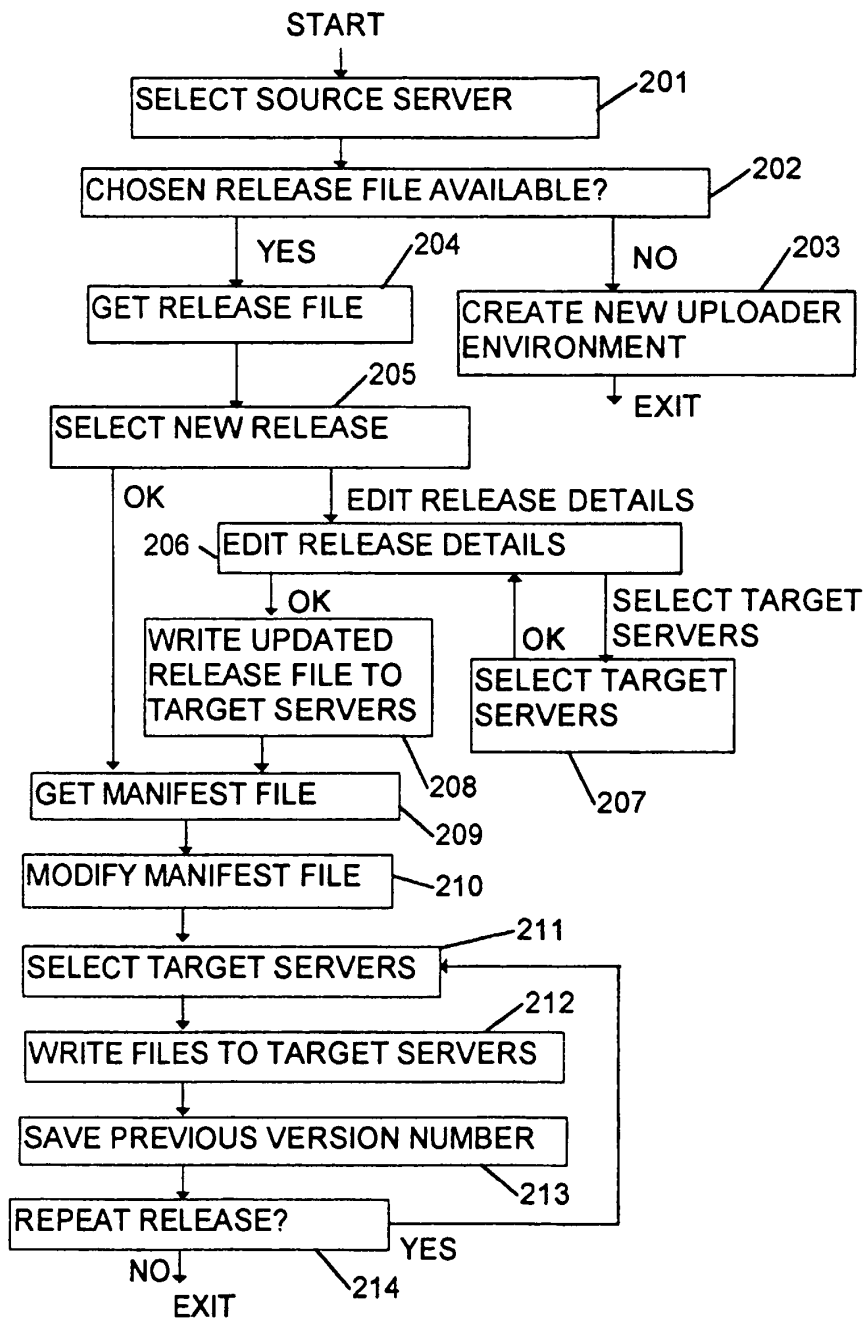 START
SELECT SOURCE SERVER
201
CHOSEN RELEASE FILE AVAILABLE?
202
YES
204
NO
203
GET RELEASE FILE
CREATE NEW UPLOADER
ENVIRONMENT
EXIT
205
SELECT NEW RELEASE
OK
EDIT RELEASE DETAILS
206
EDIT RELEASE DETAILS
OK
SELECT TARGET
SERVERS
OK
WRITE UPDATED
RELEASE FILE TO
TARGET SERVERS
SELECT TARGET
SERVERS
208
207
GET MANIFEST FILE
209
MODIFY MANIFEST FILE
210
211
SELECT TARGET SERVERS
212
WRITE FILES TO TARGET SERVERS
SAVE PREVIOUS VERSION NUMBER
213
REPEAT RELEASE?
YES
NO
214
EXIT